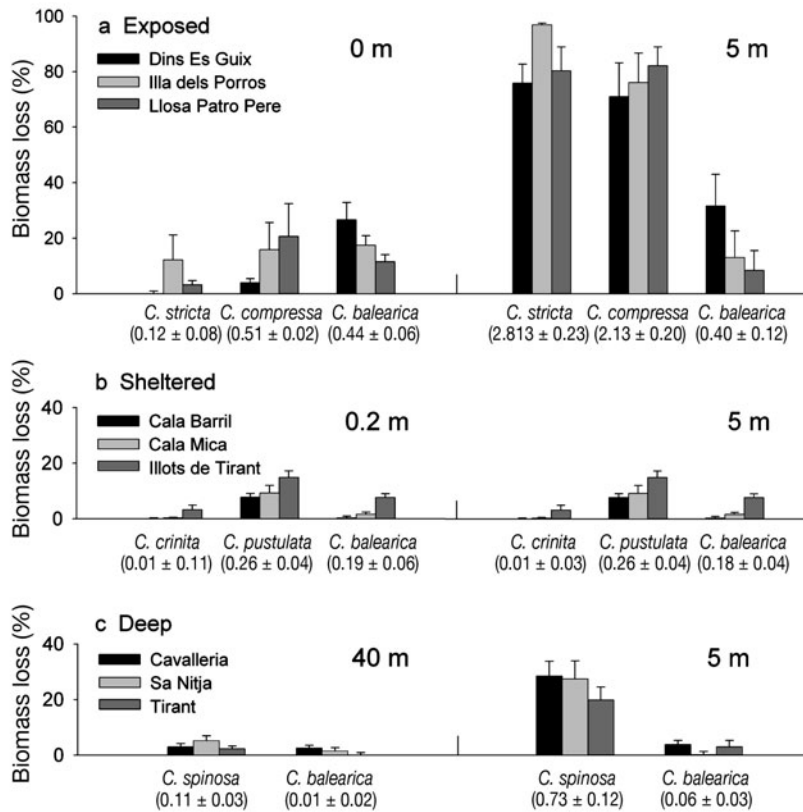 a Exposed
0 m
5 m
Dins Es Guix
Illa dels Porros
Llosa Patro Pere
Biomass loss (%)
100
80
60
40
20
0
C. stricta C. compressa C. balearica C. stricta C. compressa C. balearica
(0.12 ± 0.08) (0.51 ± 0.02) (0.44 ± 0.06) (2.813 ± 0.23) (2.13 ± 0.20) (0.40 ± 0.12)
b Sheltered
0.2 m
5 m
Cala Barril
Cala Mica
Illots de Tirant
Biomass loss (%)
40
20
0
C. crinita C. pustulata C. balearica C. crinita C. pustulata C. balearica
(0.01 ± 0.11) (0.26 ± 0.04) (0.19 ± 0.06) (0.01 ± 0.03) (0.26 ± 0.04) (0.18 ± 0.04)
c Deep
40 m
5 m
Cavalleria
Sa Nitja
Tirant
Biomass loss (%)
40
20
0
C. spinosa C. balearica C. spinosa C. balearica
(0.11 ± 0.03) (0.01 ± 0.02) (0.73 ± 0.12) (0.06 ± 0.03)